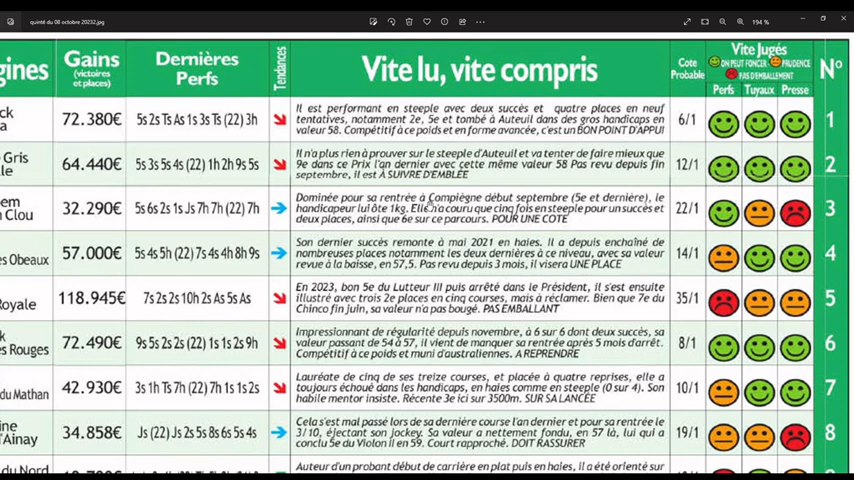 quinté du 08 octobre 20232.jpg
194 %
gines Gains Dernières Tendances Vite lu, vite compris Cote Vite Jugés N°
(victoires et places) Perfs Probable ON PEUT FONCER PRUDENCE
PAS D'EMBALLEMENT
Perfs Tuyaux Presse
ck 72.380€ 5s 2s Ts As 1s 3s Ts (22) 3h 6/1 1
a
Il est performant en steeple avec deux succès et quatre places en neuf
tentatives, notamment 2e, 5e et tombé à Auteuil dans des gros handicaps en
valeur 58. Compétitif à ce poids et en forme avancée, c'est un BON POINT D'APPUI
Gris 64.440€ 5s 3s 5s 4s (22) 1h 2h 9s 5s 12/1 2
lle
Il n'a plus rien à prouver sur le steeple d'Auteuil et va tenter de faire mieux que
9e dans ce Prix l'an dernier avec cette même valeur 58 Pas revu depuis fin
septembre, il est À SUIVRE D'EMBLÉE
em 32.290€ 5s 6s 2s 1s Js 7h 7h (22) 7h 22/1 3
n Clou
Dominée pour sa rentrée à Compiègne début septembre (5e et dernière), le
handicapeur lui ôte 1kg. Elle n'a couru que cinq fois en steeple pour un succès et
deux places, ainsi que 6e sur ce parcours. POUR UNE COTE
es Obeaux 57.000€ 5s 4s 5h (22) 7s 4s 4h 8h 9s 14/1 4
Son dernier succès remonte à mai 2021 en haies. Il a depuis enchaîné de
nombreuses places notamment les deux dernières à ce niveau, avec sa valeur
revue à la baisse, en 57,5. Pas revu depuis 3 mois, il visera UNE PLACE
Royale 118.945€ 7s 2s 2s 10h 2s As 5s As 35/1 5
En 2023, bon 5e du Lutteur III puis arrêté dans le Président, il s'est ensuite
illustré avec trois 2e places en cinq courses, mais à réclamer. Bien que 7e du
Chinco fin juin, sa valeur n'a pas bougé. PAS EMBALLANT
k 72.490€ 9s 5s 2s 2s (22) 1s 1s 2s 9h 8/1 6
es Rouges
Impressionnant de régularité depuis novembre, à 6 sur 6 dont deux succès, sa
valeur passant de 54 à 57, il vient de manquer sa rentrée après 5 mois d'arrêt.
Compétitif à ce poids et muni d'australiennes. A REPRENDRE
du Mathan 42.930€ 3s 1h Ts 7h (22) 7h 1s 1s 2s 10/1 7
Lauréate de cinq de ses treize courses, et placée à quatre reprises, elle a
toujours échoué dans les handicaps, en haies comme en steeple (0 sur 4). Son
habile mentor insiste. Récente 3e ici sur 3500m. SUR SA LANCÉE
ine 34.858€ Js (22) Js 2s 5s 8s 6s 5s 4s 19/1 8
d'Ainay
Cela s'est mal passé lors de sa dernière course l'an dernier et pour sa rentrée le
3/10, éjectant son jockey. Sa valeur a nettement fondu, en 57 là, lui qui a
conclu 5e du Violon II en 59. Court rapproché. DOIT RASSURER
du Nord
Auteur d'un probant début de carrière en plat puis en haies, il a été orienté sur